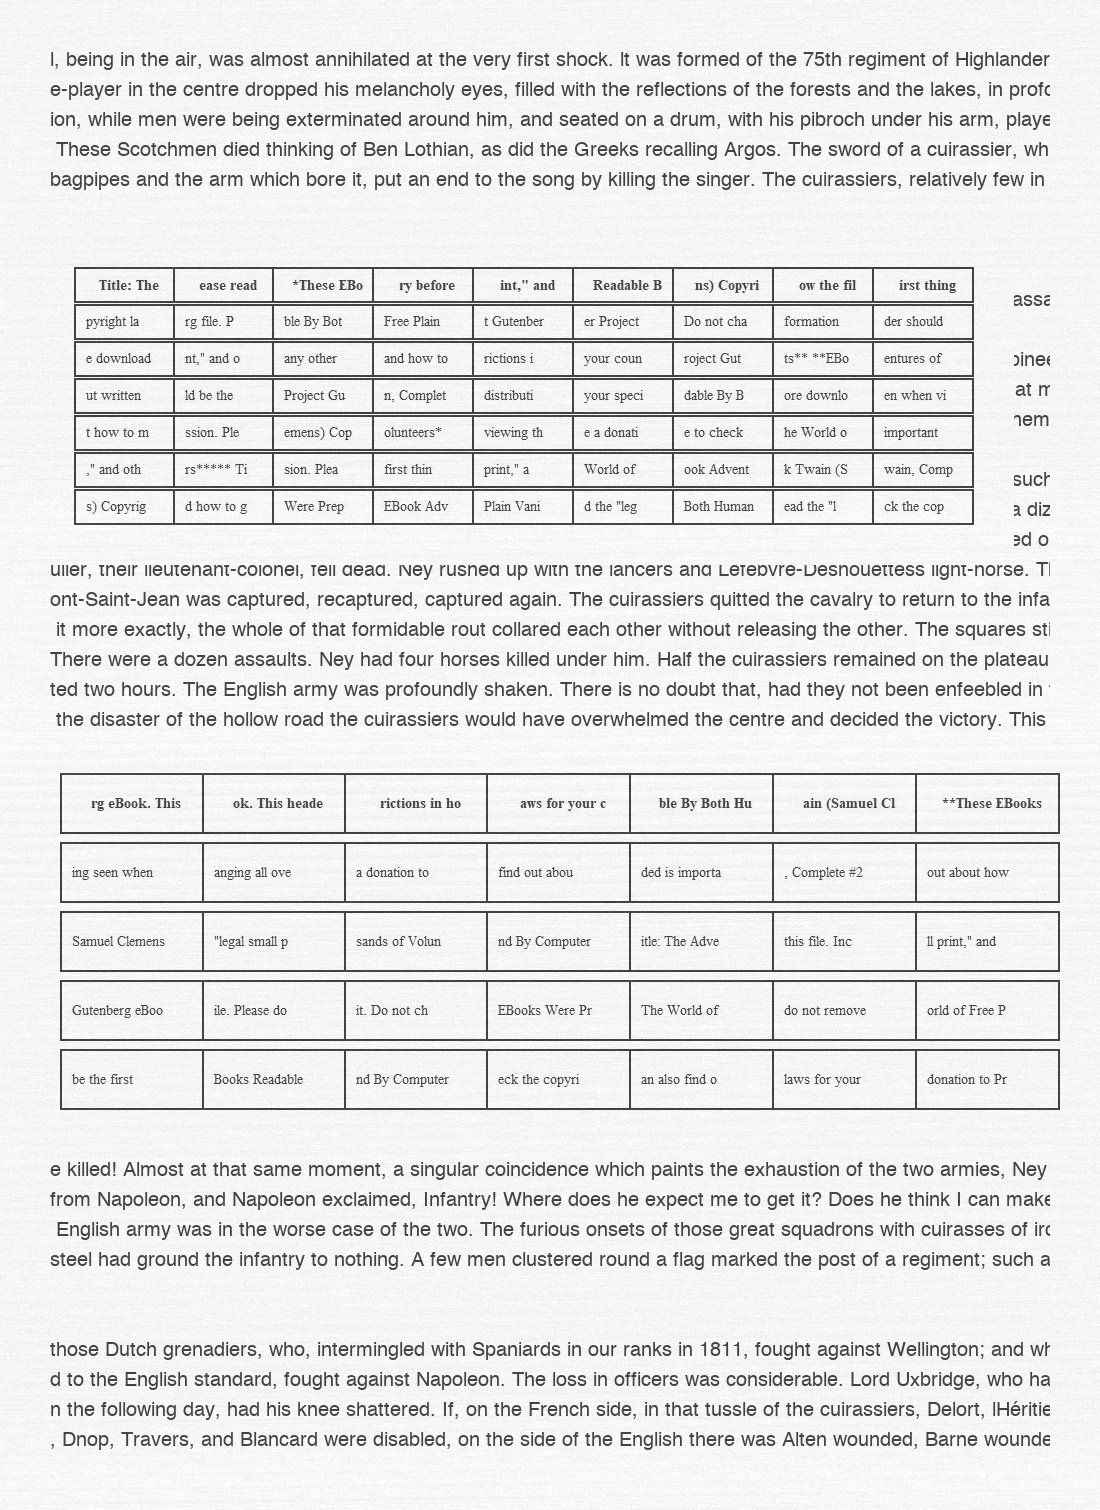 l, being in the air, was almost annihilated at the very first shock. It was formed of the 75th regiment of Highlander
e-player in the centre dropped his melancholy eyes, filled with the reflections of the forests and the lakes, in profo
ion, while men were being exterminated around him, and seated on a drum, with his pibroch under his arm, playe
These Scotchmen died thinking of Ben Lothian, as did the Greeks recalling Argos. The sword of a cuirassier, wh
bagpipes and the arm which bore it, put an end to the song by killing the singer. The cuirassiers, relatively few in
Title: The ease read *These EBo ry before int," and Readable B ns) Copyri ow the fil irst thing
assa
pyright la rg file. P ble By Bot Free Plain t Gutenber er Project Do not cha formation der should
e download nt," and o any other and how to rictions i your coun roject Gut ts** **EBo entures of
pinee
ut written ld be the Project Gu n, Complet distributi your speci dable By B ore downlo en when vi
at m
t how to m ssion. Ple emens) Cop olunteers* viewing th e a donati e to check he World o important
hem
," and oth rs***** Ti sion. Plea first thin print," a World of ook Advent k Twain (S wain, Comp
such
s) Copyrig d how to g Were Prep EBook Adv Plain Vani d the "leg Both Human ead the "l ck the cop
a diz
ed o
uller, their lieutenant-colonel, fell dead. Ney rushed up with the lancers and Lefebvre-Desnouettess light-horse. Th
ont-Saint-Jean was captured, recaptured, captured again. The cuirassiers quitted the cavalry to return to the infa
it more exactly, the whole of that formidable rout collared each other without releasing the other. The squares sti
There were a dozen assaults. Ney had four horses killed under him. Half the cuirassiers remained on the plateau
ted two hours. The English army was profoundly shaken. There is no doubt that, had they not been enfeebled in
the disaster of the hollow road the cuirassiers would have overwhelmed the centre and decided the victory. This
rg eBook. This ok. This heade rictions in ho aws for your c ble By Both Hu ain (Samuel Cl **These EBooks
ing seen when anging all ove a donation to find out abou ded is importa , Complete #2 out about how
Samuel Clemens "legal small p sands of Volun nd By Computer itle: The Adve this file. Inc ll print," and
Gutenberg eBoo ile. Please do it. Do not ch EBooks Were Pr The World of do not remove orld of Free P
be the first Books Readable nd By Computer eck the copyri an also find o laws for your donation to Pr
e killed! Almost at that same moment, a singular coincidence which paints the exhaustion of the two armies, Ney
from Napoleon, and Napoleon exclaimed, Infantry! Where does he expect me to get it? Does he think I can make
English army was in the worse case of the two. The furious onsets of those great squadrons with cuirasses of iro
steel had ground the infantry to nothing. A few men clustered round a flag marked the post of a regiment; such a
those Dutch grenadiers, who, intermingled with Spaniards in our ranks in 1811, fought against Wellington; and wh
d to the English standard, fought against Napoleon. The loss in officers was considerable. Lord Uxbridge, who ha
n the following day, had his knee shattered. If, on the French side, in that tussle of the cuirassiers, Delort, lHéritie
, Dnop, Travers, and Blancard were disabled, on the side of the English there was Alten wounded, Barne wounde